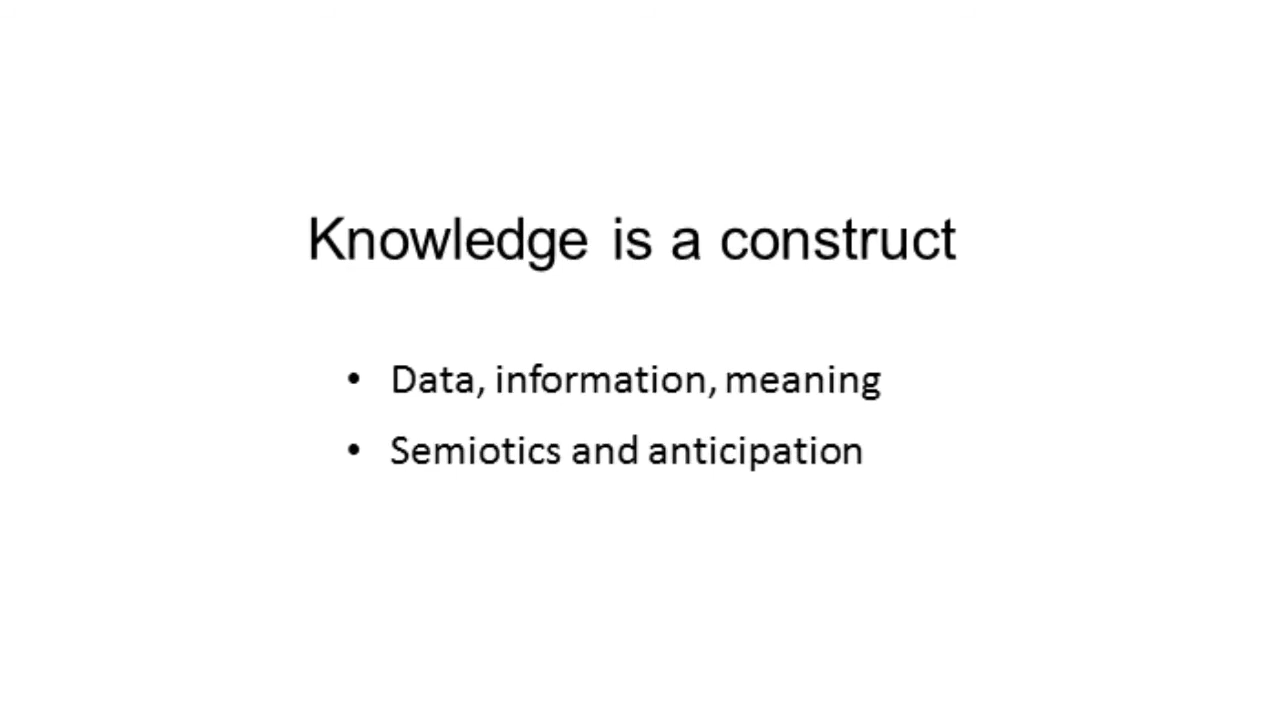 Knowledge is a construct
• Data, information, meaning
• Semiotics and anticipation